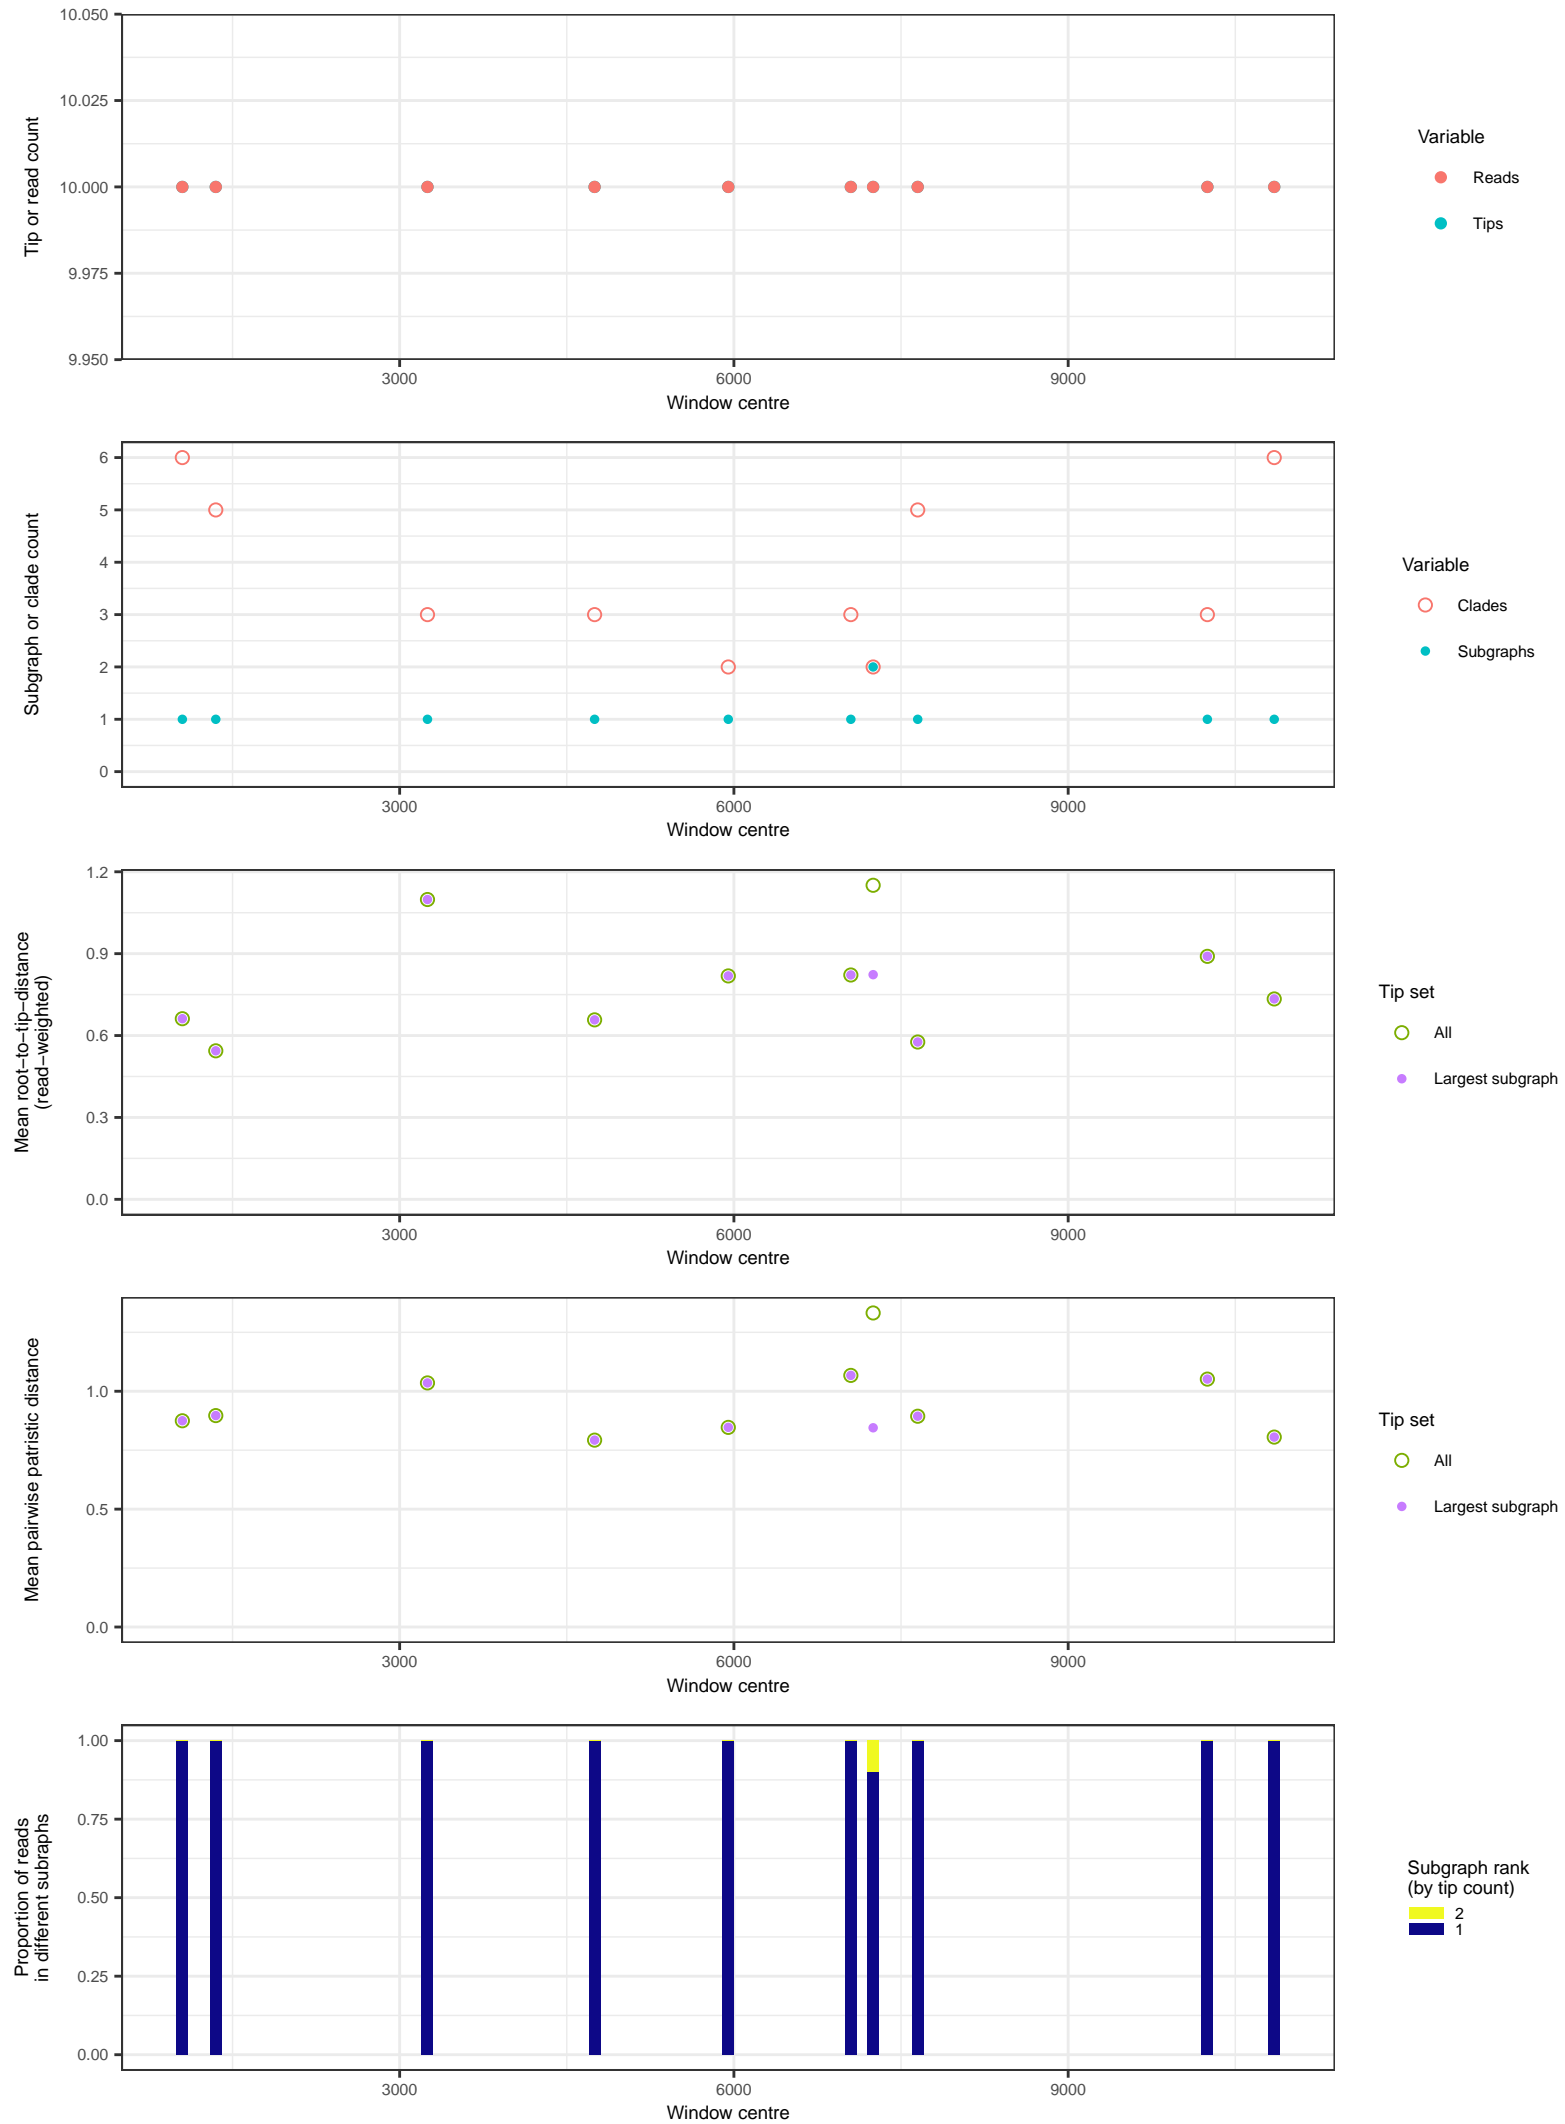 10.050
10.025
10.000
9.975
9.950
Tip or read count
3000
6000
9000
Window centre
Variable
Reads
Tips
6
5
4
3
2
1
0
Subgraph or clade count
3000
6000
9000
Window centre
Variable
Clades
Subgraphs
1.2
0.9
0.6
0.3
0.0
Mean root−to−tip−distance
(read−weighted)
3000
6000
9000
Window centre
Tip set
All
Largest subgraph
1.0
0.5
0.0
Mean pairwise patristic distance
3000
6000
9000
Window centre
Tip set
All
Largest subgraph
1.00
0.75
0.50
0.25
0.00
Proportion of reads
in different subraphs
3000
6000
9000
Window centre
Subgraph rank
(by tip count)
2
1